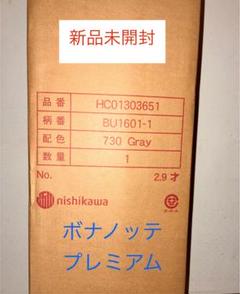 新品未開封
品番 HC01303651
柄番 BU1601-1
配色 730 Gray
数量 1
No. 2.9才
nishikawa
ボナノッテ
プレミアム